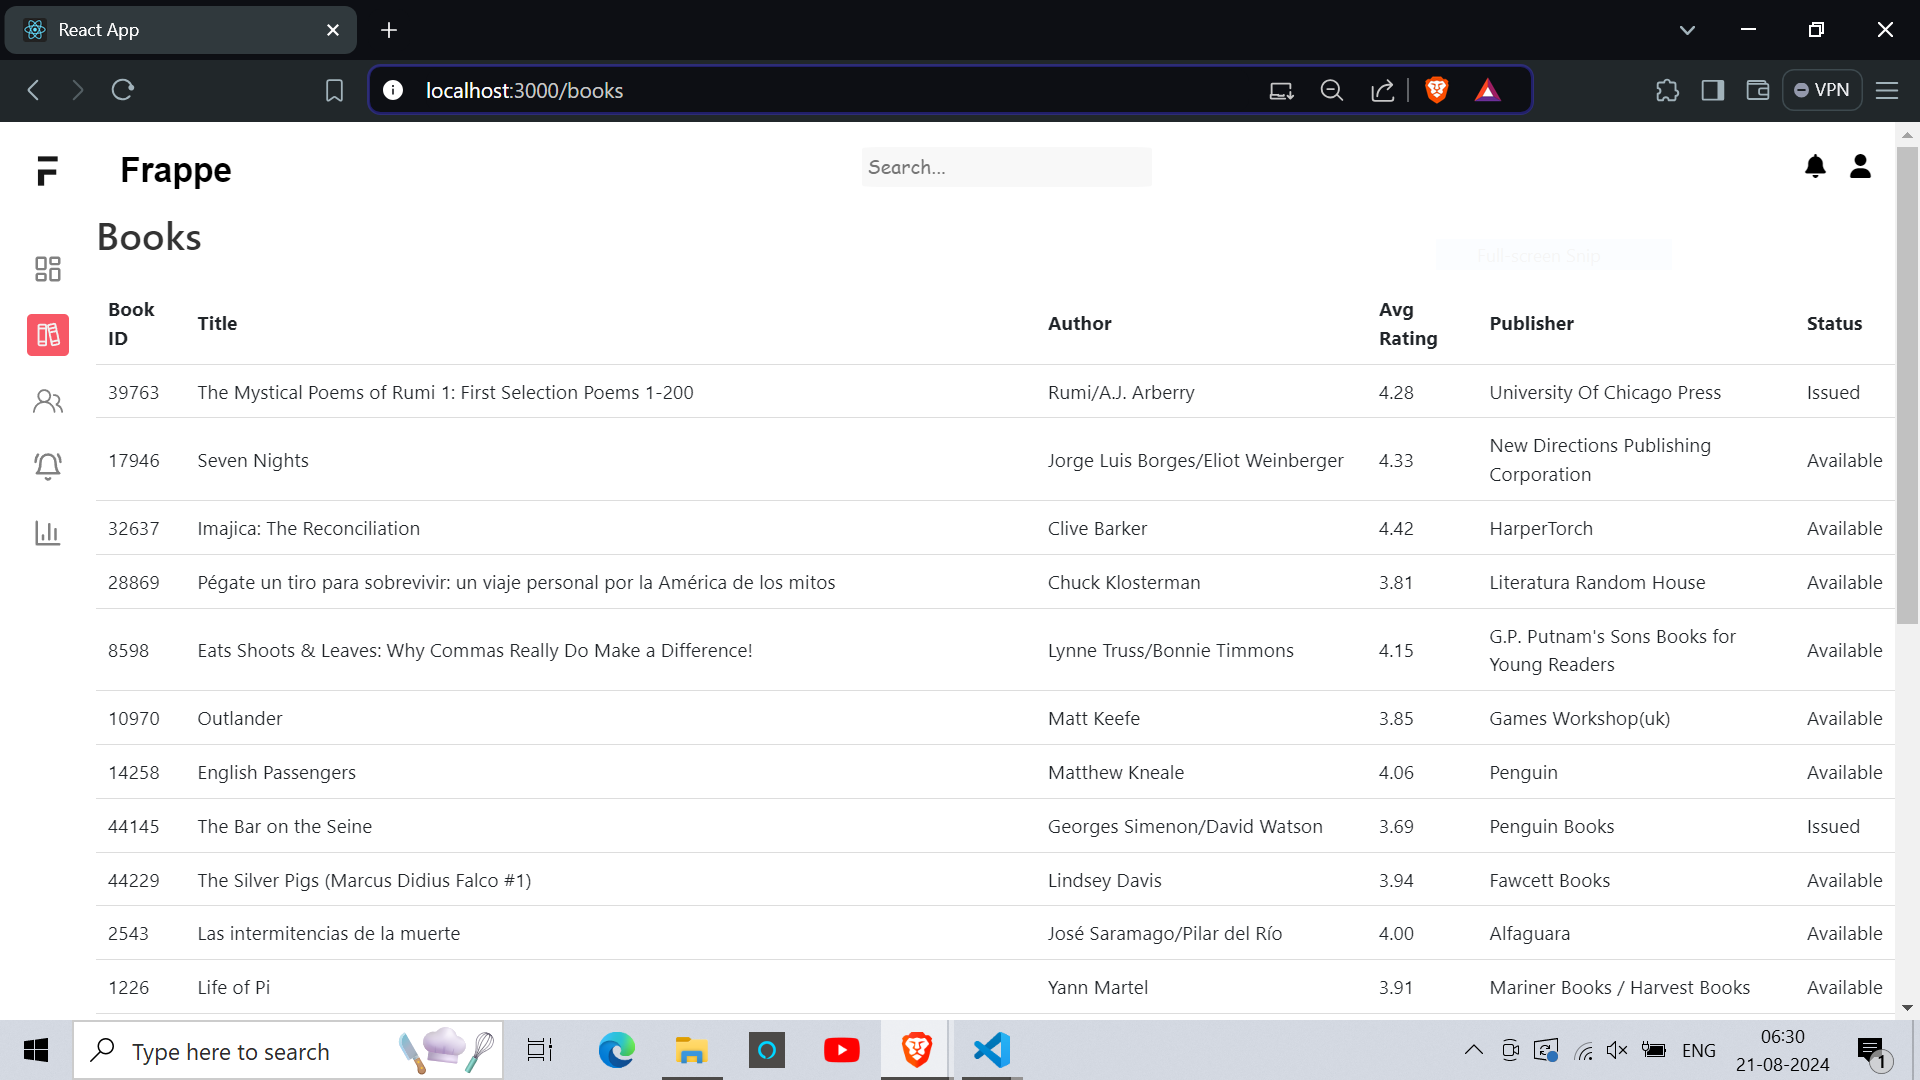 React App
localhost:3000/books
VPN
Frappe
Search...
Books
Full-screen Snip
Book ID Title Author Avg Rating Publisher Status
39763 The Mystical Poems of Rumi 1: First Selection Poems 1-200 Rumi/A.J. Arberry 4.28 University Of Chicago Press Issued
17946 Seven Nights Jorge Luis Borges/Eliot Weinberger 4.33 New Directions Publishing Corporation Available
32637 Imajica: The Reconciliation Clive Barker 4.42 HarperTorch Available
28869 Pégate un tiro para sobrevivir: un viaje personal por la América de los mitos Chuck Klosterman 3.81 Literatura Random House Available
8598 Eats Shoots & Leaves: Why Commas Really Do Make a Difference! Lynne Truss/Bonnie Timmons 4.15 G.P. Putnam's Sons Books for Young Readers Available
10970 Outlander Matt Keefe 3.85 Games Workshop(uk) Available
14258 English Passengers Matthew Kneale 4.06 Penguin Available
44145 The Bar on the Seine Georges Simenon/David Watson 3.69 Penguin Books Issued
44229 The Silver Pigs (Marcus Didius Falco #1) Lindsey Davis 3.94 Fawcett Books Available
2543 Las intermitencias de la muerte José Saramago/Pilar del Río 4.00 Alfaguara Available
1226 Life of Pi Yann Martel 3.91 Mariner Books / Harvest Books Available
Type here to search
ENG
06:30
21-08-2024
1